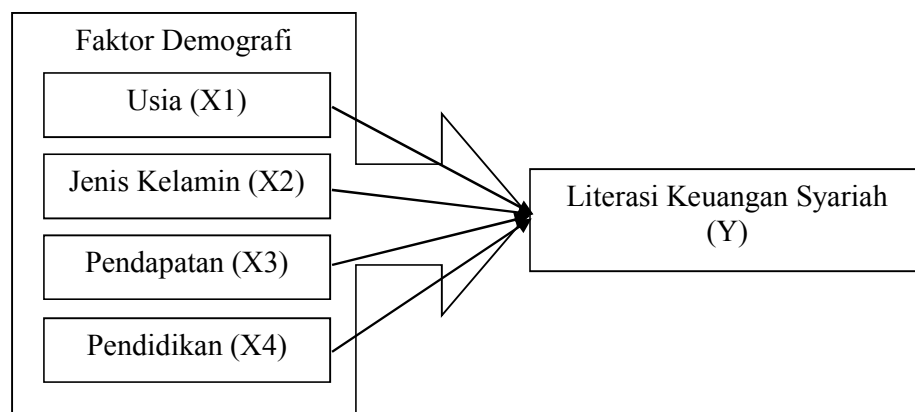 Faktor Demografi
Usia (X1)
Jenis Kelamin (X2)
Pendapatan (X3)
Pendidikan (X4)
Literasi Keuangan Syariah
(Y)